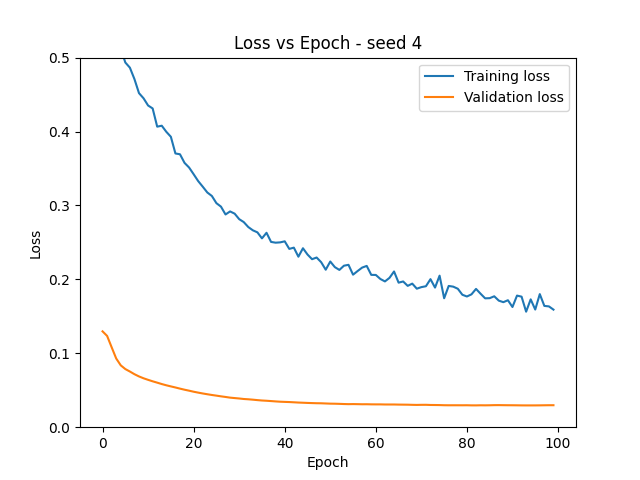 Loss vs Epoch - seed 4
Training loss
Validation loss
0.5
0.4
0.3
0.2
0.1
0.0
Loss
0 20 40 60 80 100
Epoch